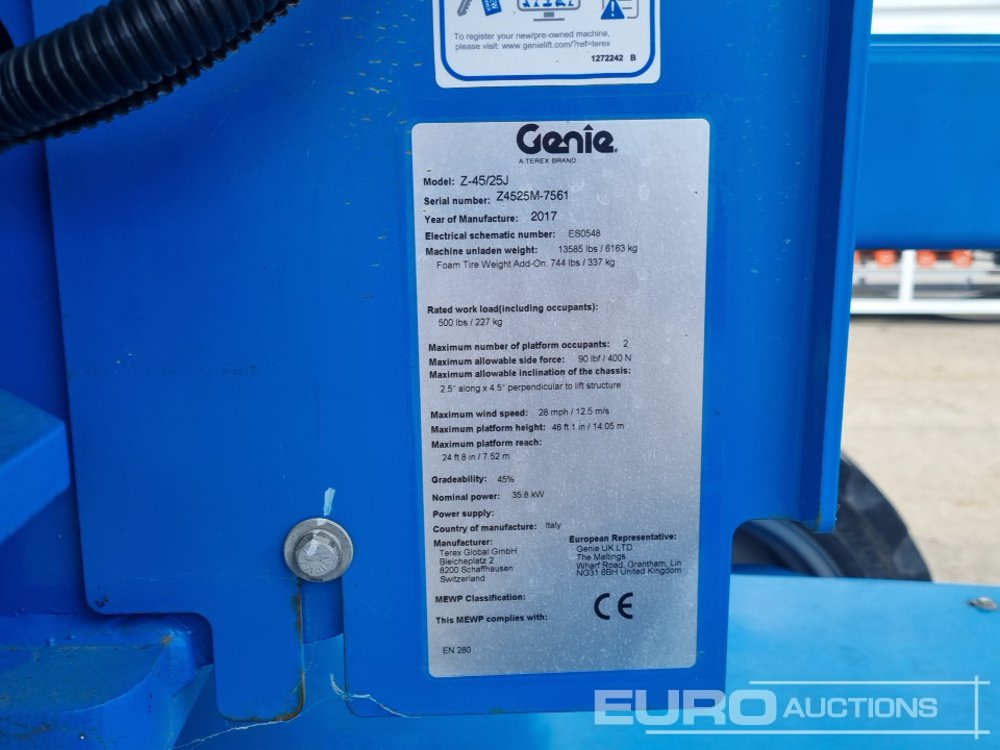 To register your new/pre-owned machine,
please visit: www.genielift.com/?ref=terex
1272242 B
Genie
A TEREX BRAND
Model: Z-45/25J
Serial number: Z4525M-7561
Year of Manufacture: 2017
Electrical schematic number: ES0548
Machine unladen weight: 13585 lbs / 6163 kg
Foam Tire Weight Add-On: 744 lbs / 337 kg
Rated work load(including occupants):
500 lbs / 227 kg
Maximum number of platform occupants: 2
Maximum allowable side force: 90 lbf / 400 N
Maximum allowable inclination of the chassis:
2.5° along x 4.5° perpendicular to lift structure
Maximum wind speed: 28 mph / 12.5 m/s
Maximum platform height: 46 ft 1 in / 14.05 m
Maximum platform reach:
24 ft 8 in / 7.52 m
Gradeability: 45%
Nominal power: 35.8 kW
Power supply:
Country of manufacture: Italy
Manufacturer:
Terex Global GmbH
Bleicheplatz 2
8200 Schaffhausen
Switzerland
European Representative:
Genie UK LTD
The Maltings
Wharf Road, Grantham, Lin
NG31 6BH United Kingdom
MEWP Classification:
This MEWP complies with:
CE
EN 280
EURO AUCTIONS